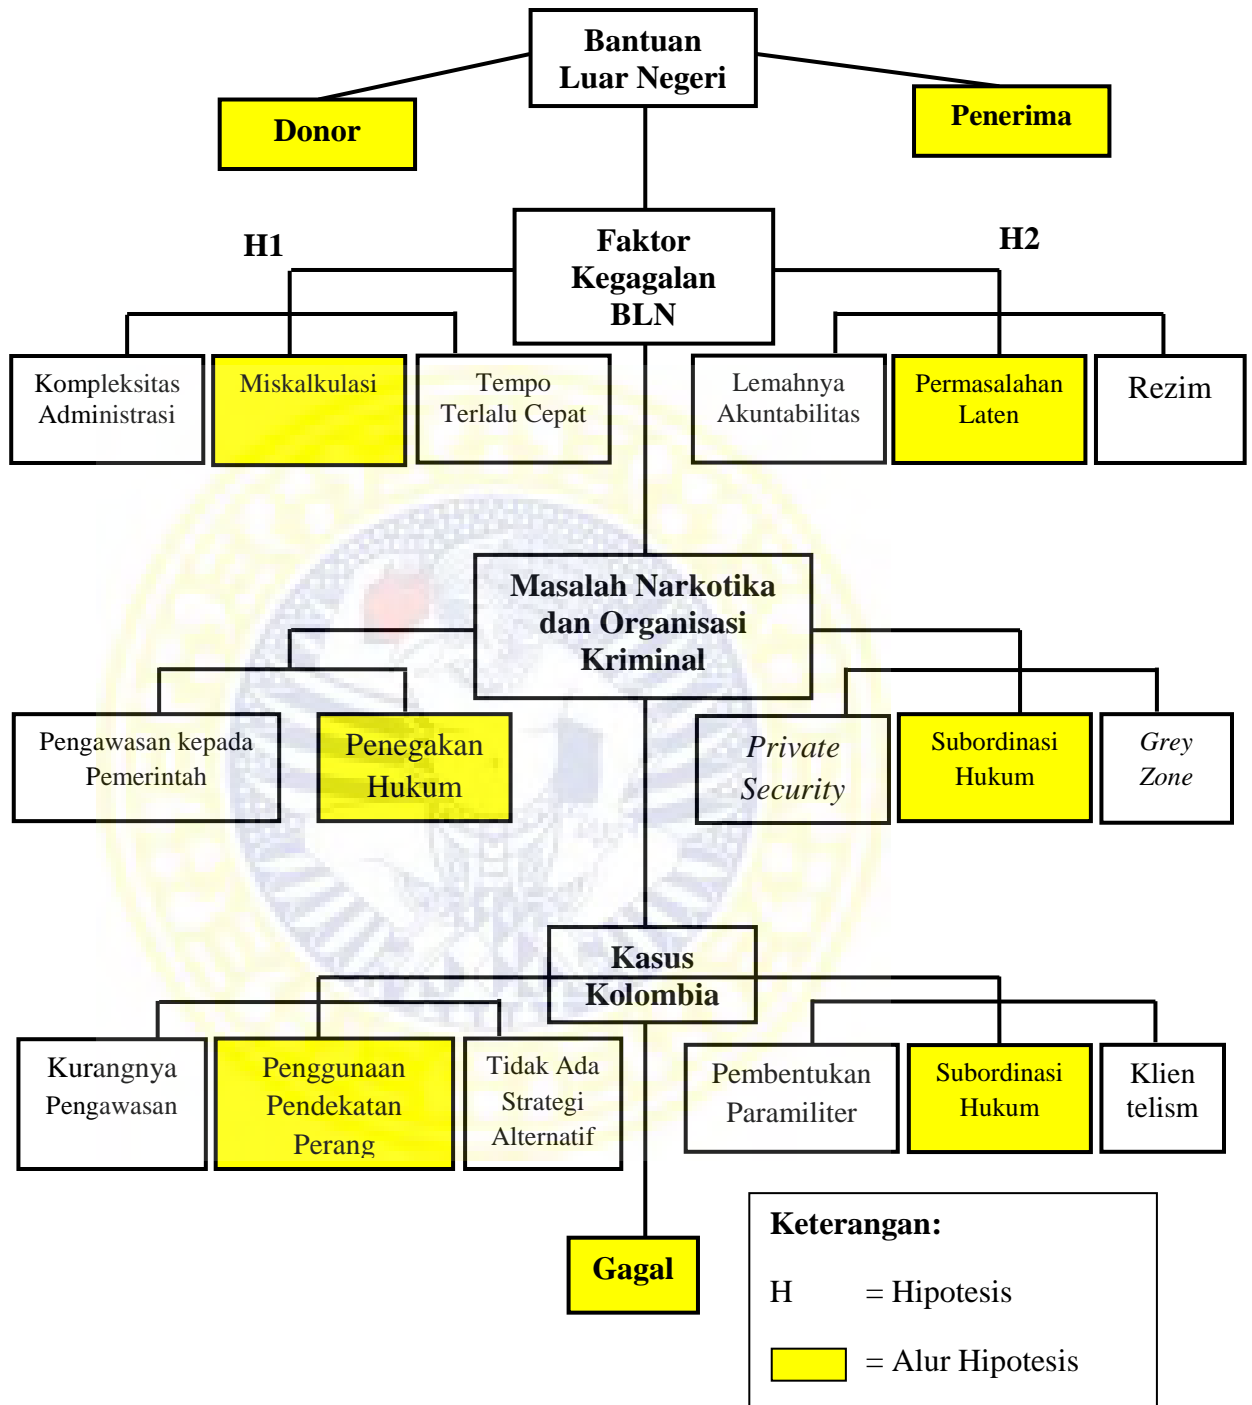 Bantuan
Luar Negeri
Donor
Penerima
H1
Faktor
Kegagalan
BLN
H2
Kompleksitas
Administrasi
Miskalkulasi
Tempo
Terlalu Cepat
Lemahnya
Akuntabilitas
Permasalahan
Laten
Rezim
Masalah Narkotika
dan Organisasi
Kriminal
Pengawasan kepada
Pemerintah
Penegakan
Hukum
Private
Security
Subordinasi
Hukum
Grey
Zone
Kasus
Kolombia
Kurangnya
Pengawasan
Penggunaan
Pendekatan
Perang
Tidak Ada
Strategi
Alternatif
Pembentukan
Paramiliter
Subordinasi
Hukum
Klien
telism
Gagal
Keterangan:
H = Hipotesis
= Alur Hipotesis